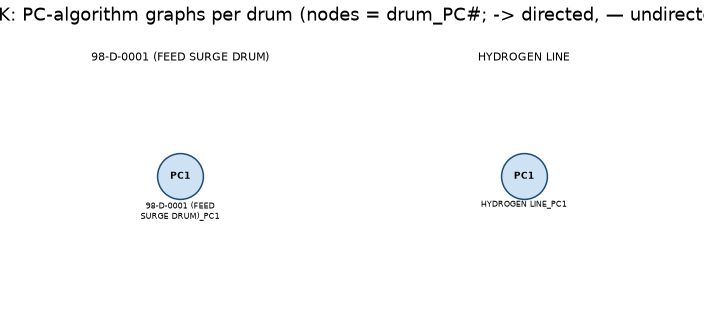 K: PC-algorithm graphs per drum (nodes = drum_PC#; -> directed, — undirect
98-D-0001 (FEED SURGE DRUM)
HYDROGEN LINE
PC1
PC1
98-D-0001 (FEED
SURGE DRUM)_PC1
HYDROGEN LINE_PC1